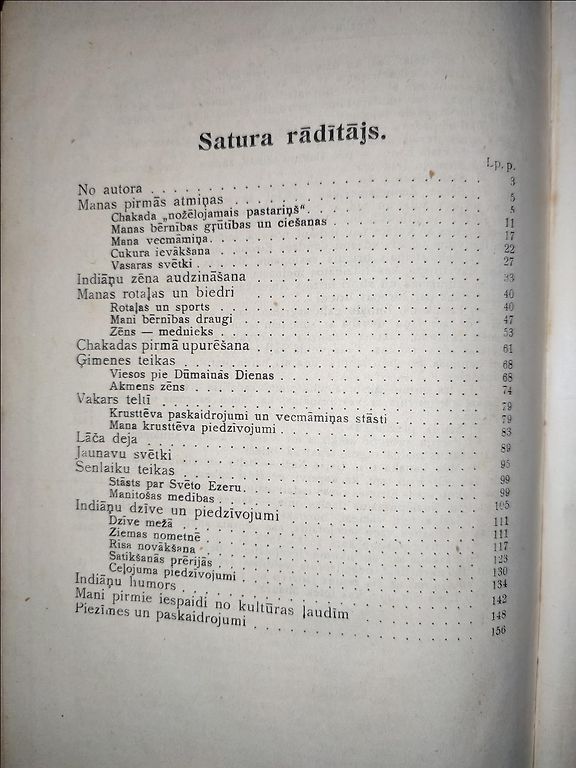 Satura rādītājs.
Lp. p.
No autora 3
Manas pirmās atmiņas 5
Chakada „nožēlojamais pastariņš“ 5
Manas bērnības grūtības un ciešanas 11
Mana vecmāmiņa 17
Cukura ievākšana 22
Vasaras svētki 27
Indiāņu zēna audzināšana 33
Manas rotaļas un biedri 40
Rotaļas un sports 40
Mani bērnības draugi 47
Zēns — mednieks 53
Chakadas pirmā upurēšana 61
Ģimenes teikas 68
Viesos pie Dūmainās Dienas 68
Akmens zēns 74
Vakars teltī 79
Krusttēva paskaidrojumi un vecmāmiņas stāsti 79
Mana krusttēva piedzīvojumi 83
Lāča deja 89
Jaunavu svētki 95
Senlaiku teikas 99
Stāsts par Svēto Ezeru 99
Manitošas medības 105
Indiāņu dzīve un piedzīvojumi 111
Dzīve mežā 111
Ziemas nometnē 117
Rīsa novākšana 123
Satikšanās prērijās 130
Ceļojuma piedzīvojumi 134
Indiāņu humors 142
Mani pirmie iespaidi no kultūras ļaudīm 148
Piezīmes un paskaidrojumi 156